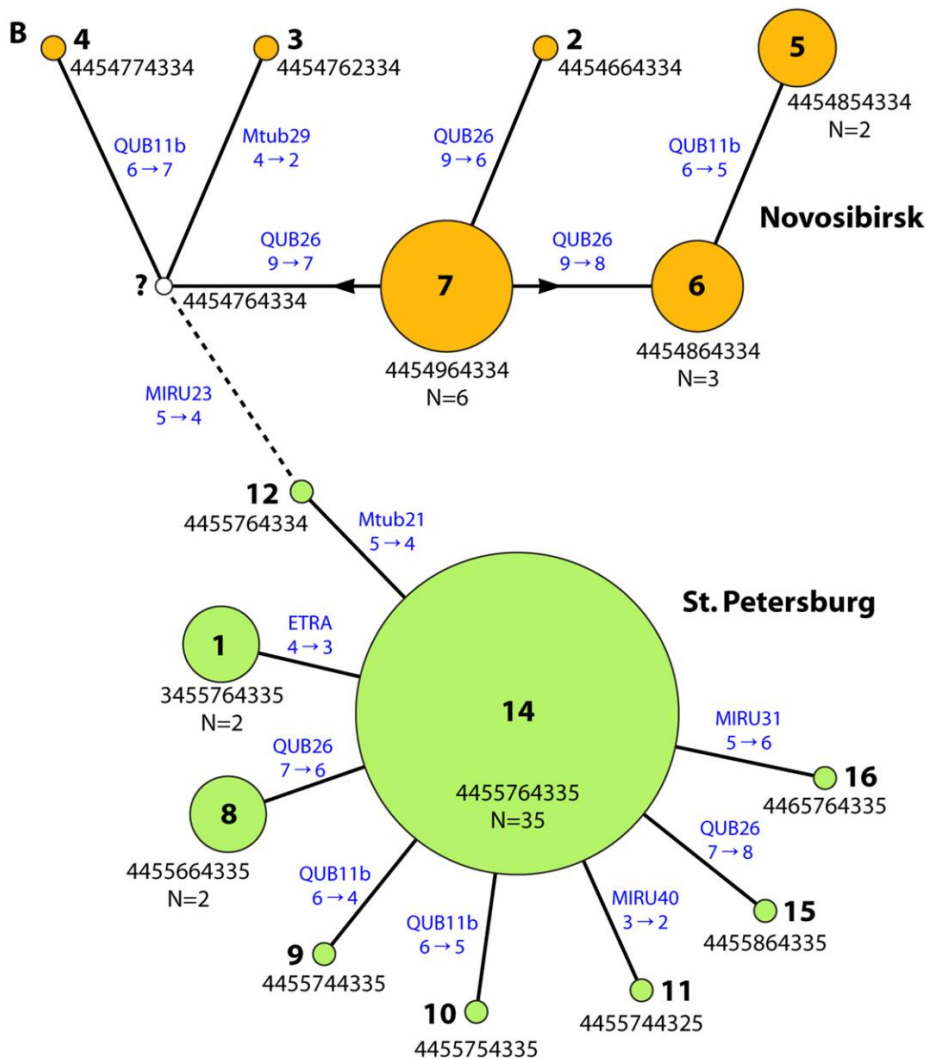 B
4
4454774334
3
4454762334
2
4454664334
5
4454854334
N=2
QUB11b
6→7
Mtub29
4→2
QUB26
9→6
QUB11b
6→5
Novosibirsk
QUB26
9→7
QUB26
9→8
?
4454764334
7
4454964334
N=6
6
4454864334
N=3
MIRU23
5→4
12
4455764334
Mtub21
5→4
St. Petersburg
ETRA
4→3
1
3455764335
N=2
14
4455764335
N=35
MIRU31
5→6
16
4465764335
QUB26
7→6
8
4455664335
N=2
QUB26
7→8
15
4455864335
QUB11b
6→4
9
4455744335
QUB11b
6→5
10
4455754335
MIRU40
3→2
11
4455744325